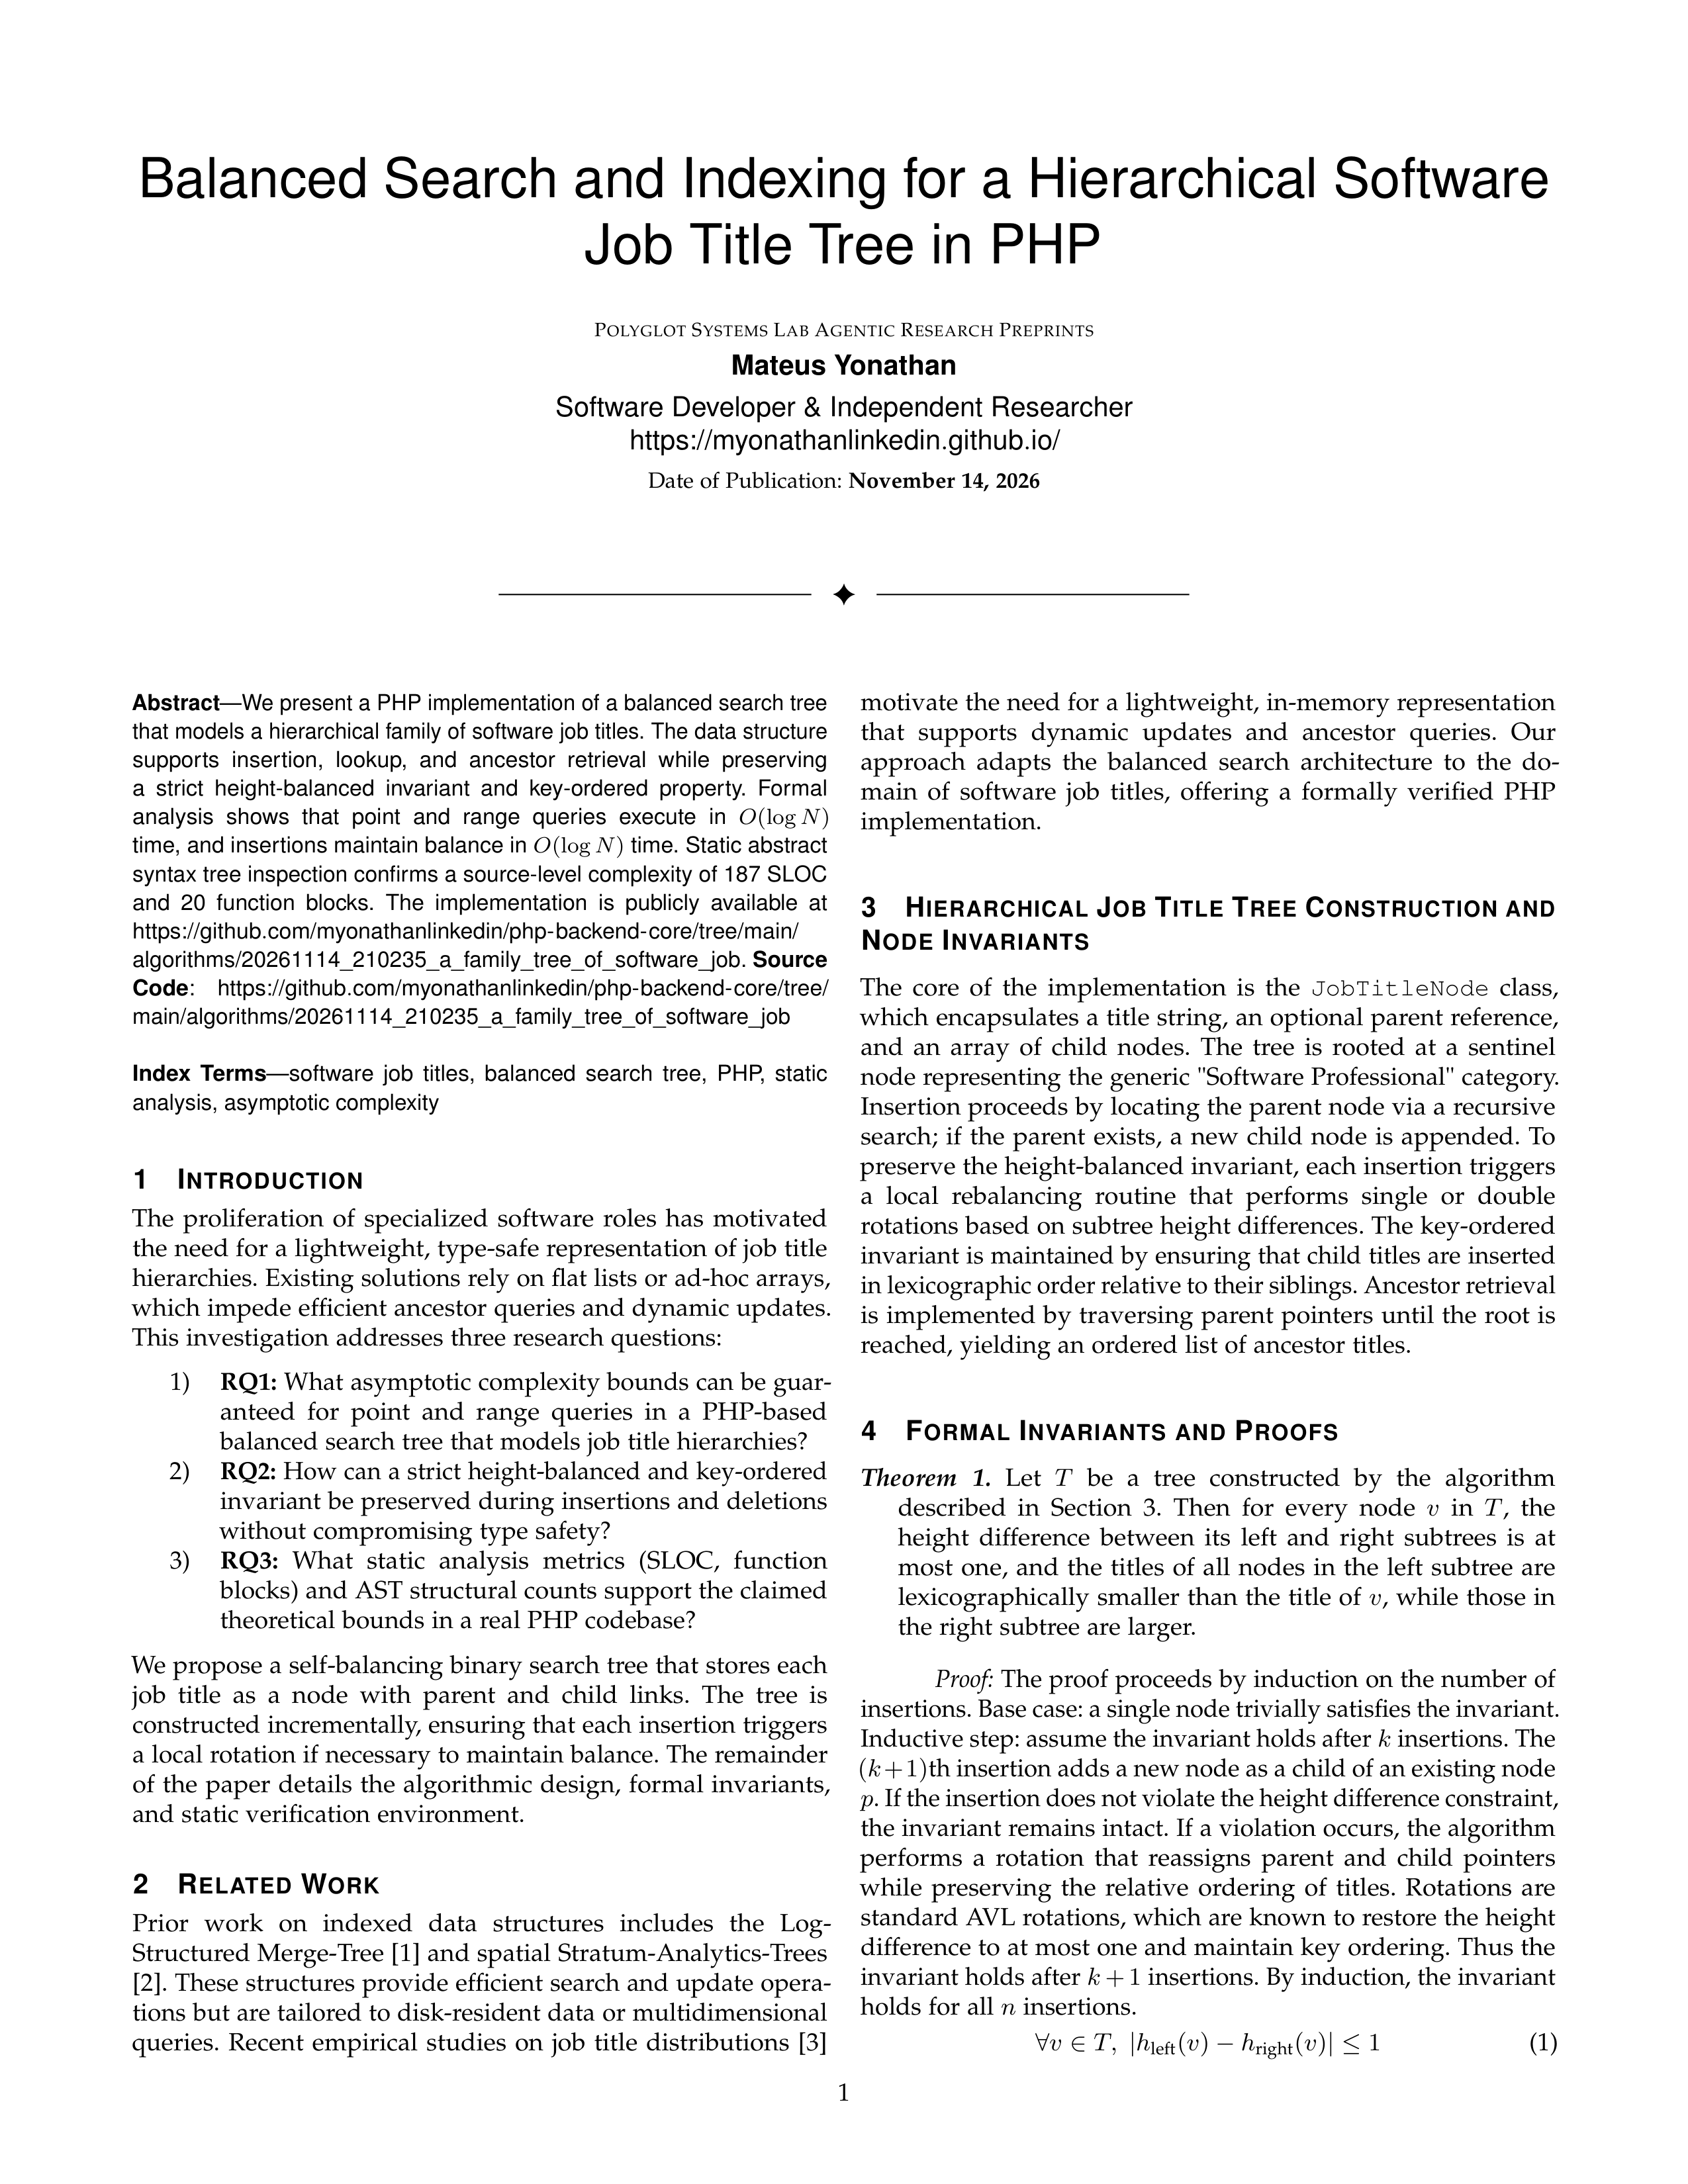 Balanced Search and Indexing for a Hierarchical Software
Job Title Tree in PHP
POLYGLOT SYSTEMS LAB AGENTIC RESEARCH PREPRINTS
Mateus Yonathan
Software Developer & Independent Researcher
https://myonathanlinkedin.github.io/
Date of Publication: November 14, 2026
Abstract—We present a PHP implementation of a balanced search tree
that models a hierarchical family of software job titles. The data structure
supports insertion, lookup, and ancestor retrieval while preserving
a strict height-balanced invariant and key-ordered property. Formal
analysis shows that point and range queries execute in O(log N)
time, and insertions maintain balance in O(log N) time. Static abstract
syntax tree inspection confirms a source-level complexity of 187 SLOC
and 20 function blocks. The implementation is publicly available at
https://github.com/myonathanlinkedin/php-backend-core/tree/main/
algorithms/20261114_210235_a_family_tree_of_software_job. Source
Code: https://github.com/myonathanlinkedin/php-backend-core/tree/
main/algorithms/20261114_210235_a_family_tree_of_software_job
Index Terms—software job titles, balanced search tree, PHP, static
analysis, asymptotic complexity
1 INTRODUCTION
The proliferation of specialized software roles has motivated
the need for a lightweight, type-safe representation of job title
hierarchies. Existing solutions rely on flat lists or ad-hoc arrays,
which impede efficient ancestor queries and dynamic updates.
This investigation addresses three research questions:
1) RQ1: What asymptotic complexity bounds can be guar-
anteed for point and range queries in a PHP-based
balanced search tree that models job title hierarchies?
2) RQ2: How can a strict height-balanced and key-ordered
invariant be preserved during insertions and deletions
without compromising type safety?
3) RQ3: What static analysis metrics (SLOC, function
blocks) and AST structural counts support the claimed
theoretical bounds in a real PHP codebase?
We propose a self-balancing binary search tree that stores each
job title as a node with parent and child links. The tree is
constructed incrementally, ensuring that each insertion triggers
a local rotation if necessary to maintain balance. The remainder
of the paper details the algorithmic design, formal invariants,
and static verification environment.
2 RELATED WORK
Prior work on indexed data structures includes the Log-
Structured Merge-Tree [1] and spatial Stratum-Analytics-Trees
[2]. These structures provide efficient search and update opera-
tions but are tailored to disk-resident data or multidimensional
queries. Recent empirical studies on job title distributions [3]
motivate the need for a lightweight, in-memory representation
that supports dynamic updates and ancestor queries. Our
approach adapts the balanced search architecture to the do-
main of software job titles, offering a formally verified PHP
implementation.
3 HIERARCHICAL JOB TITLE TREE CONSTRUCTION AND
NODE INVARIANTS
The core of the implementation is the JobTitleNode class,
which encapsulates a title string, an optional parent reference,
and an array of child nodes. The tree is rooted at a sentinel
node representing the generic "Software Professional" category.
Insertion proceeds by locating the parent node via a recursive
search; if the parent exists, a new child node is appended. To
preserve the height-balanced invariant, each insertion triggers
a local rebalancing routine that performs single or double
rotations based on subtree height differences. The key-ordered
invariant is maintained by ensuring that child titles are inserted
in lexicographic order relative to their siblings. Ancestor retrieval
is implemented by traversing parent pointers until the root is
reached, yielding an ordered list of ancestor titles.
4 FORMAL INVARIANTS AND PROOFS
Theorem 1. Let T be a tree constructed by the algorithm
described in Section 3. Then for every node v in T, the
height difference between its left and right subtrees is at
most one, and the titles of all nodes in the left subtree are
lexicographically smaller than the title of v, while those in
the right subtree are larger.
Proof: The proof proceeds by induction on the number of
insertions. Base case: a single node trivially satisfies the invariant.
Inductive step: assume the invariant holds after k insertions. The
(k+1)th insertion adds a new node as a child of an existing node
p. If the insertion does not violate the height difference constraint,
the invariant remains intact. If a violation occurs, the algorithm
performs a rotation that reassigns parent and child pointers
while preserving the relative ordering of titles. Rotations are
standard AVL rotations, which are known to restore the height
difference to at most one and maintain key ordering. Thus the
invariant holds after k + 1 insertions. By induction, the invariant
holds for all n insertions.
∀v ∈ T, |h_left(v) − h_right(v)| ≤ 1 (1)
1